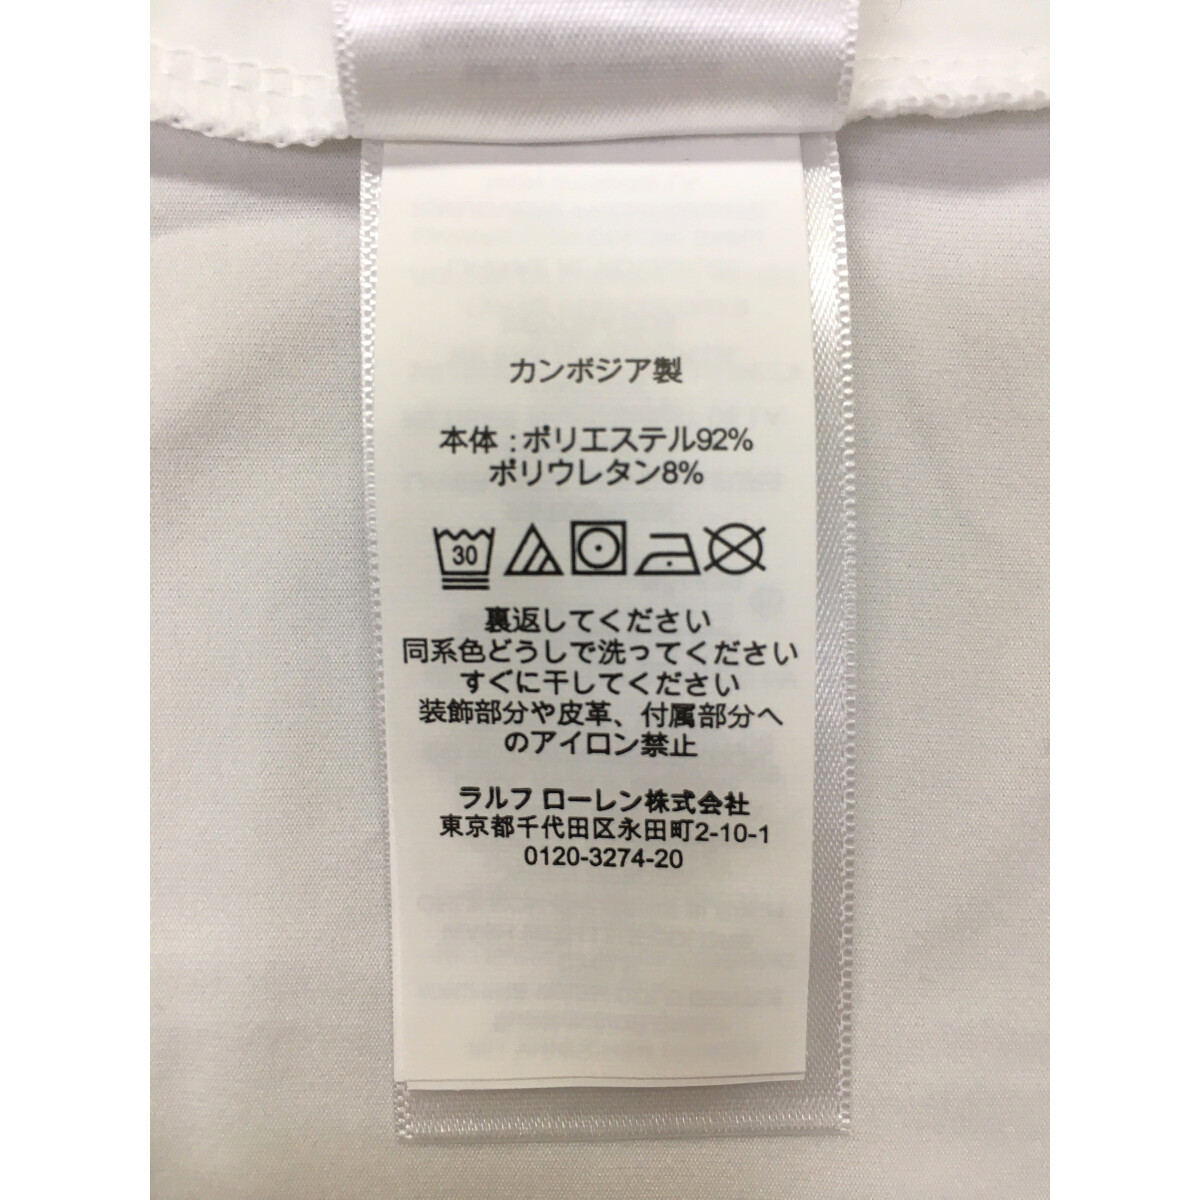 カンボジア製
本体 : ポリエステル92%
ポリウレタン8%
30
裏返してください
同系色どうしで洗ってください
すぐに干してください
装飾部分や皮革、付属部分へ
のアイロン禁止
ラルフ ローレン株式会社
東京都千代田区永田町2-10-1
0120-3274-20